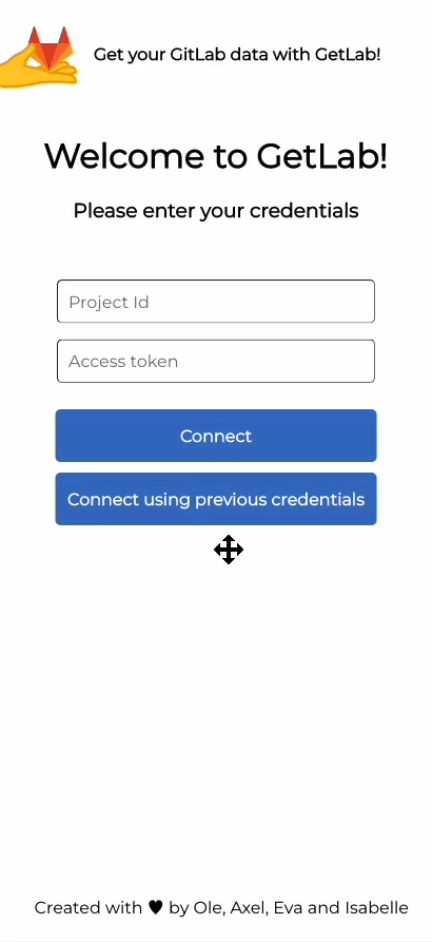 Get your GitLab data with GetLab!
Welcome to GetLab!
Please enter your credentials
Project Id
Access token
Connect
Connect using previous credentials
Created with ♥ by Ole, Axel, Eva and Isabelle